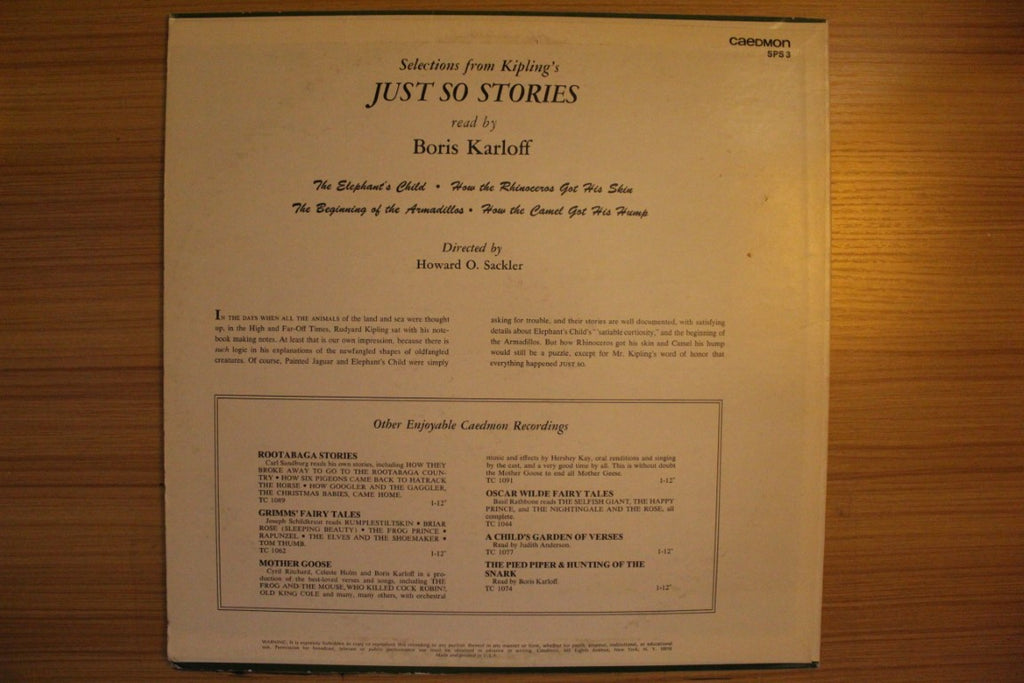 CAEDMON
SPS 3
Selections from Kipling's
JUST SO STORIES
read by
Boris Karloff
The Elephant's Child • How the Rhinoceros Got His Skin
The Beginning of the Armadillos • How the Camel Got His Hump
Directed by
Howard O. Sackler
IN THE DAYS WHEN ALL THE ANIMALS of the land and sea were thought
up, in the High and Far-Off Times, Rudyard Kipling sat with his note-
book making notes. At least that is our own impression, because there is
such logic in his explanations of the newfangled shapes of oldfangled
creatures. Of course, Painted Jaguar and Elephant's Child were simply
asking for trouble, and their stories are well documented, with satisfying
details about Elephant's Child's "'satiable curtiosity," and the beginning of
the Armadillos. But how Rhinoceros got his skin and Camel his hump
would still be a puzzle, except for Mr. Kipling's word of honor that
everything happened JUST SO.
Other Enjoyable Caedmon Recordings
ROOTABAGA STORIES
Carl Sandburg reads his own stories, including HOW THEY
BROKE AWAY TO GO TO THE ROOTABAGA COUN-
TRY • HOW SIX PIGEONS CAME BACK TO HATRACK
THE HORSE • HOW GOOGLER AND THE GAGGLER,
THE CHRISTMAS BABIES, CAME HOME.
TC 1089 1-12"
GRIMMS' FAIRY TALES
Joseph Schildkraut reads RUMPLESTILTSKIN • BRIAR
ROSE (SLEEPING BEAUTY) • THE FROG PRINCE •
RAPUNZEL • THE ELVES AND THE SHOEMAKER •
TOM THUMB.
TC 1062 1-12"
MOTHER GOOSE
Cyril Ritchard, Celeste Holm and Boris Karloff in a pro-
duction of the best-loved verses and songs, including THE
FROG AND THE MOUSE, WHO KILLED COCK ROBIN?,
OLD KING COLE and many, many others, with orchestral
music and effects by Hershey Kay, oral renditions and singing
by the cast, and a very good time by all. This is without doubt
the Mother Goose to end all Mother Goose.
TC 1091 1-12"
OSCAR WILDE FAIRY TALES
Basil Rathbone reads THE SELFISH GIANT, THE HAPPY
PRINCE, and THE NIGHTINGALE AND THE ROSE, all
complete.
TC 1044
A CHILD'S GARDEN OF VERSES
Read by Judith Anderson.
TC 1077 1-12"
THE PIED PIPER & HUNTING OF THE
SNARK
Read by Boris Karloff.
TC 1074 1-12"
WARNING: It is expressly forbidden to copy or reproduce this recording
Made and printed in U.S.A.